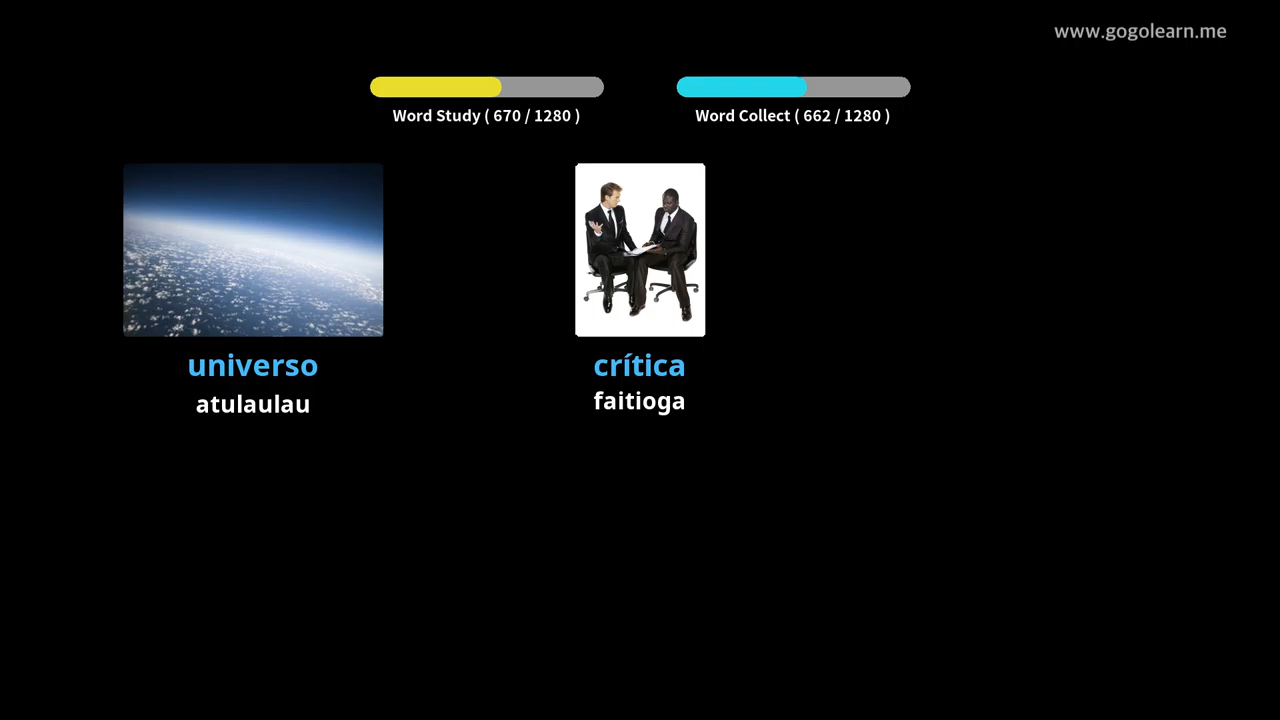 www.gogolearn.me
Word Study ( 670 / 1280 )
Word Collect ( 662 / 1280 )
universo
atulaulau
crítica
faitioga